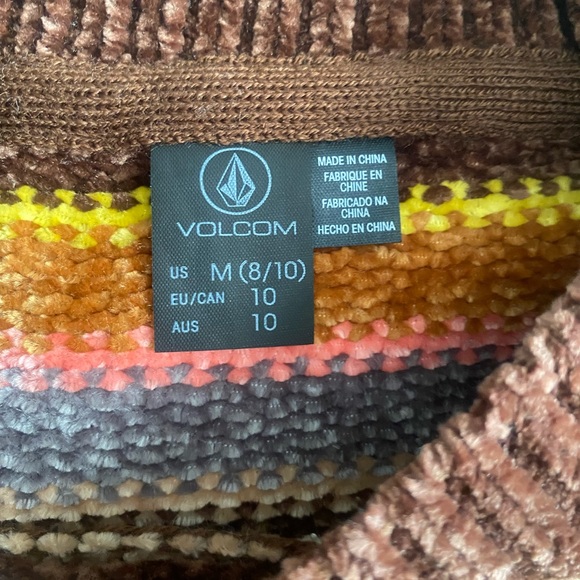 VOLCOM
US M (8/10)
EU/CAN 10
AUS 10
MADE IN CHINA
FABRIQUE EN
CHINE
FABRICADO NA
CHINA
HECHO EN CHINA